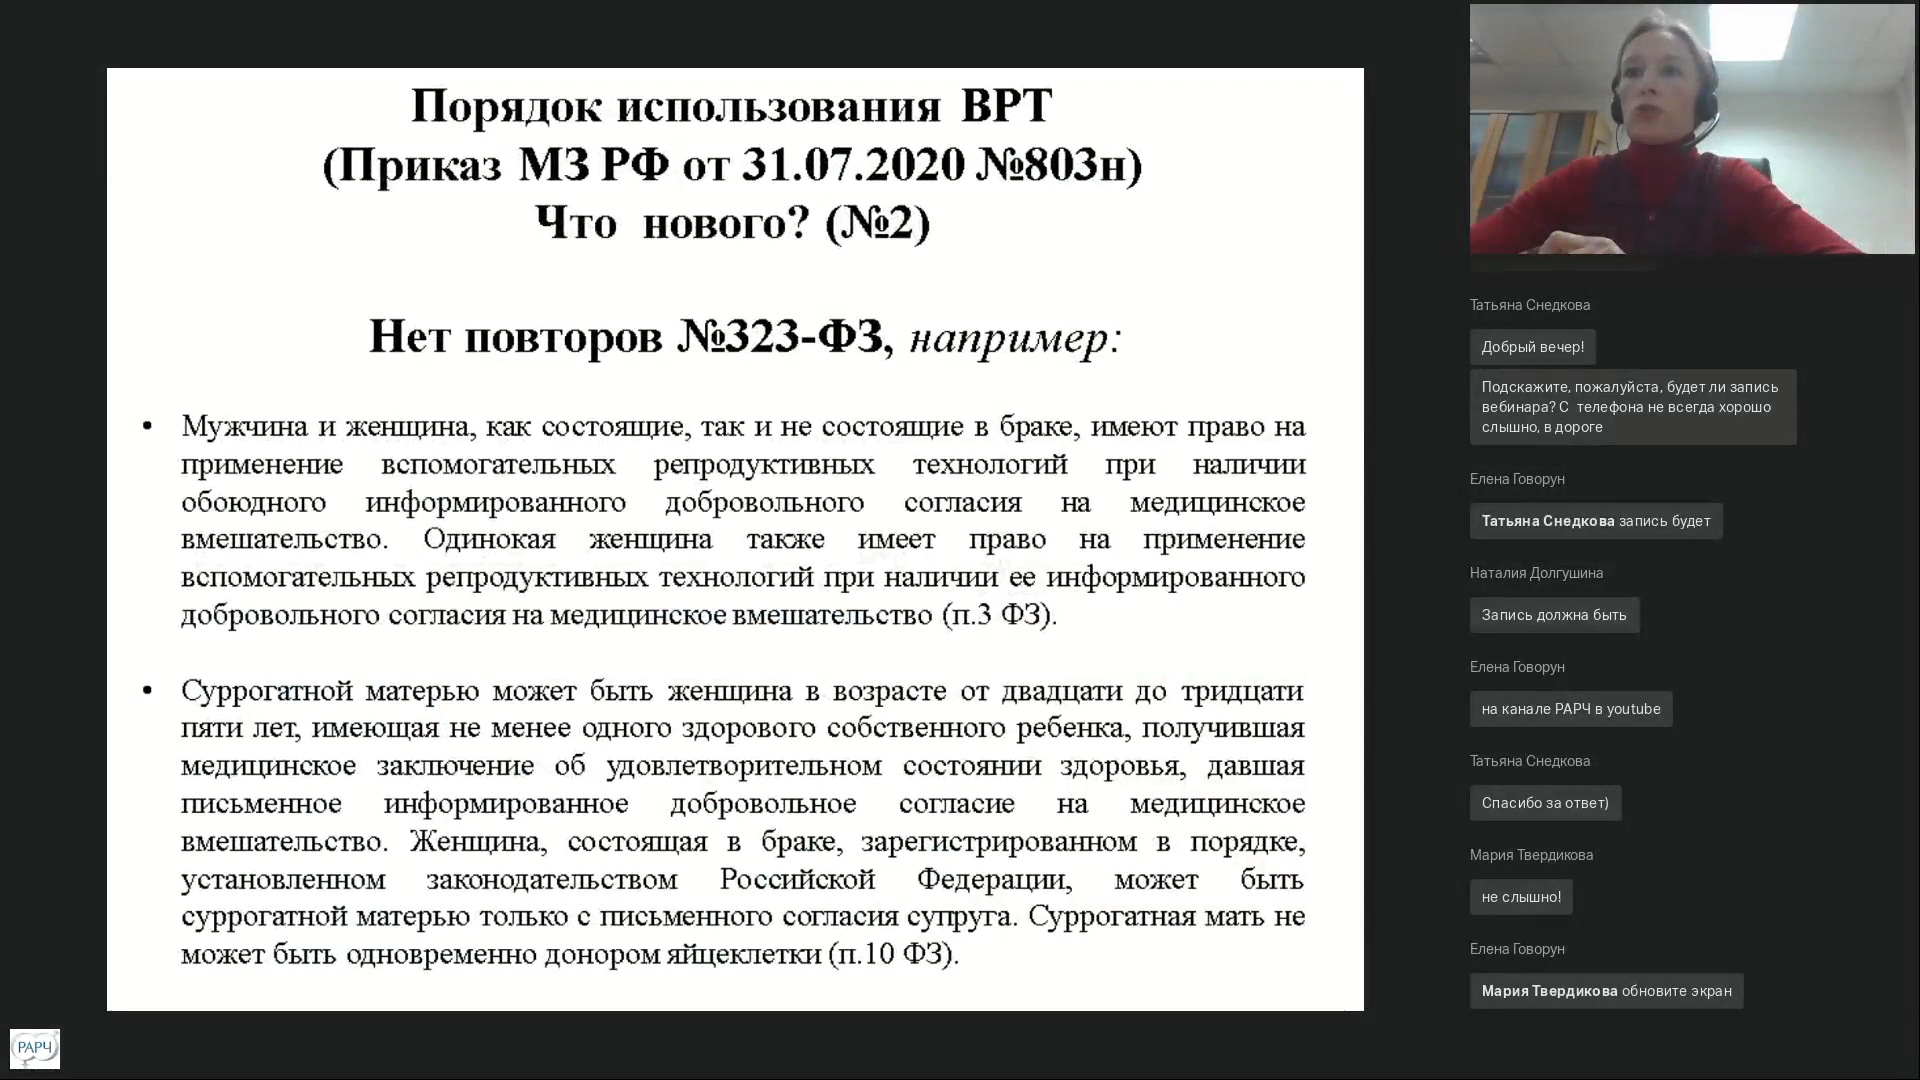 Порядок использования ВРТ
(Приказ МЗ РФ от 31.07.2020 №803н)
Что нового? (№2)
Нет повторов №323-ФЗ, например:
• Мужчина и женщина, как состоящие, так и не состоящие в браке, имеют право на
применение вспомогательных репродуктивных технологий при наличии
обоюдного информированного добровольного согласия на медицинское
вмешательство. Одинокая женщина также имеет право на применение
вспомогательных репродуктивных технологий при наличии ее информированного
добровольного согласия на медицинское вмешательство (п.3 ФЗ).
• Суррогатной матерью может быть женщина в возрасте от двадцати до тридцати
пяти лет, имеющая не менее одного здорового собственного ребенка, получившая
медицинское заключение об удовлетворительном состоянии здоровья, давшая
письменное информированное добровольное согласие на медицинское
вмешательство. Женщина, состоящая в браке, зарегистрированном в порядке,
установленном законодательством Российской Федерации, может быть
суррогатной матерью только с письменного согласия супруга. Суррогатная мать не
может быть одновременно донором яйцеклетки (п.10 ФЗ).
Татьяна Снедкова
Добрый вечер!
Подскажите, пожалуйста, будет ли запись
вебинара? С телефона не всегда хорошо
слышно, в дороге
Елена Говорун
Татьяна Снедкова запись будет
Наталия Долгушина
Запись должна быть
Елена Говорун
на канале РАРЧ в youtube
Татьяна Снедкова
Спасибо за ответ)
Мария Твердикова
не слышно!
Елена Говорун
Мария Твердикова обновите экран
РАРЧ